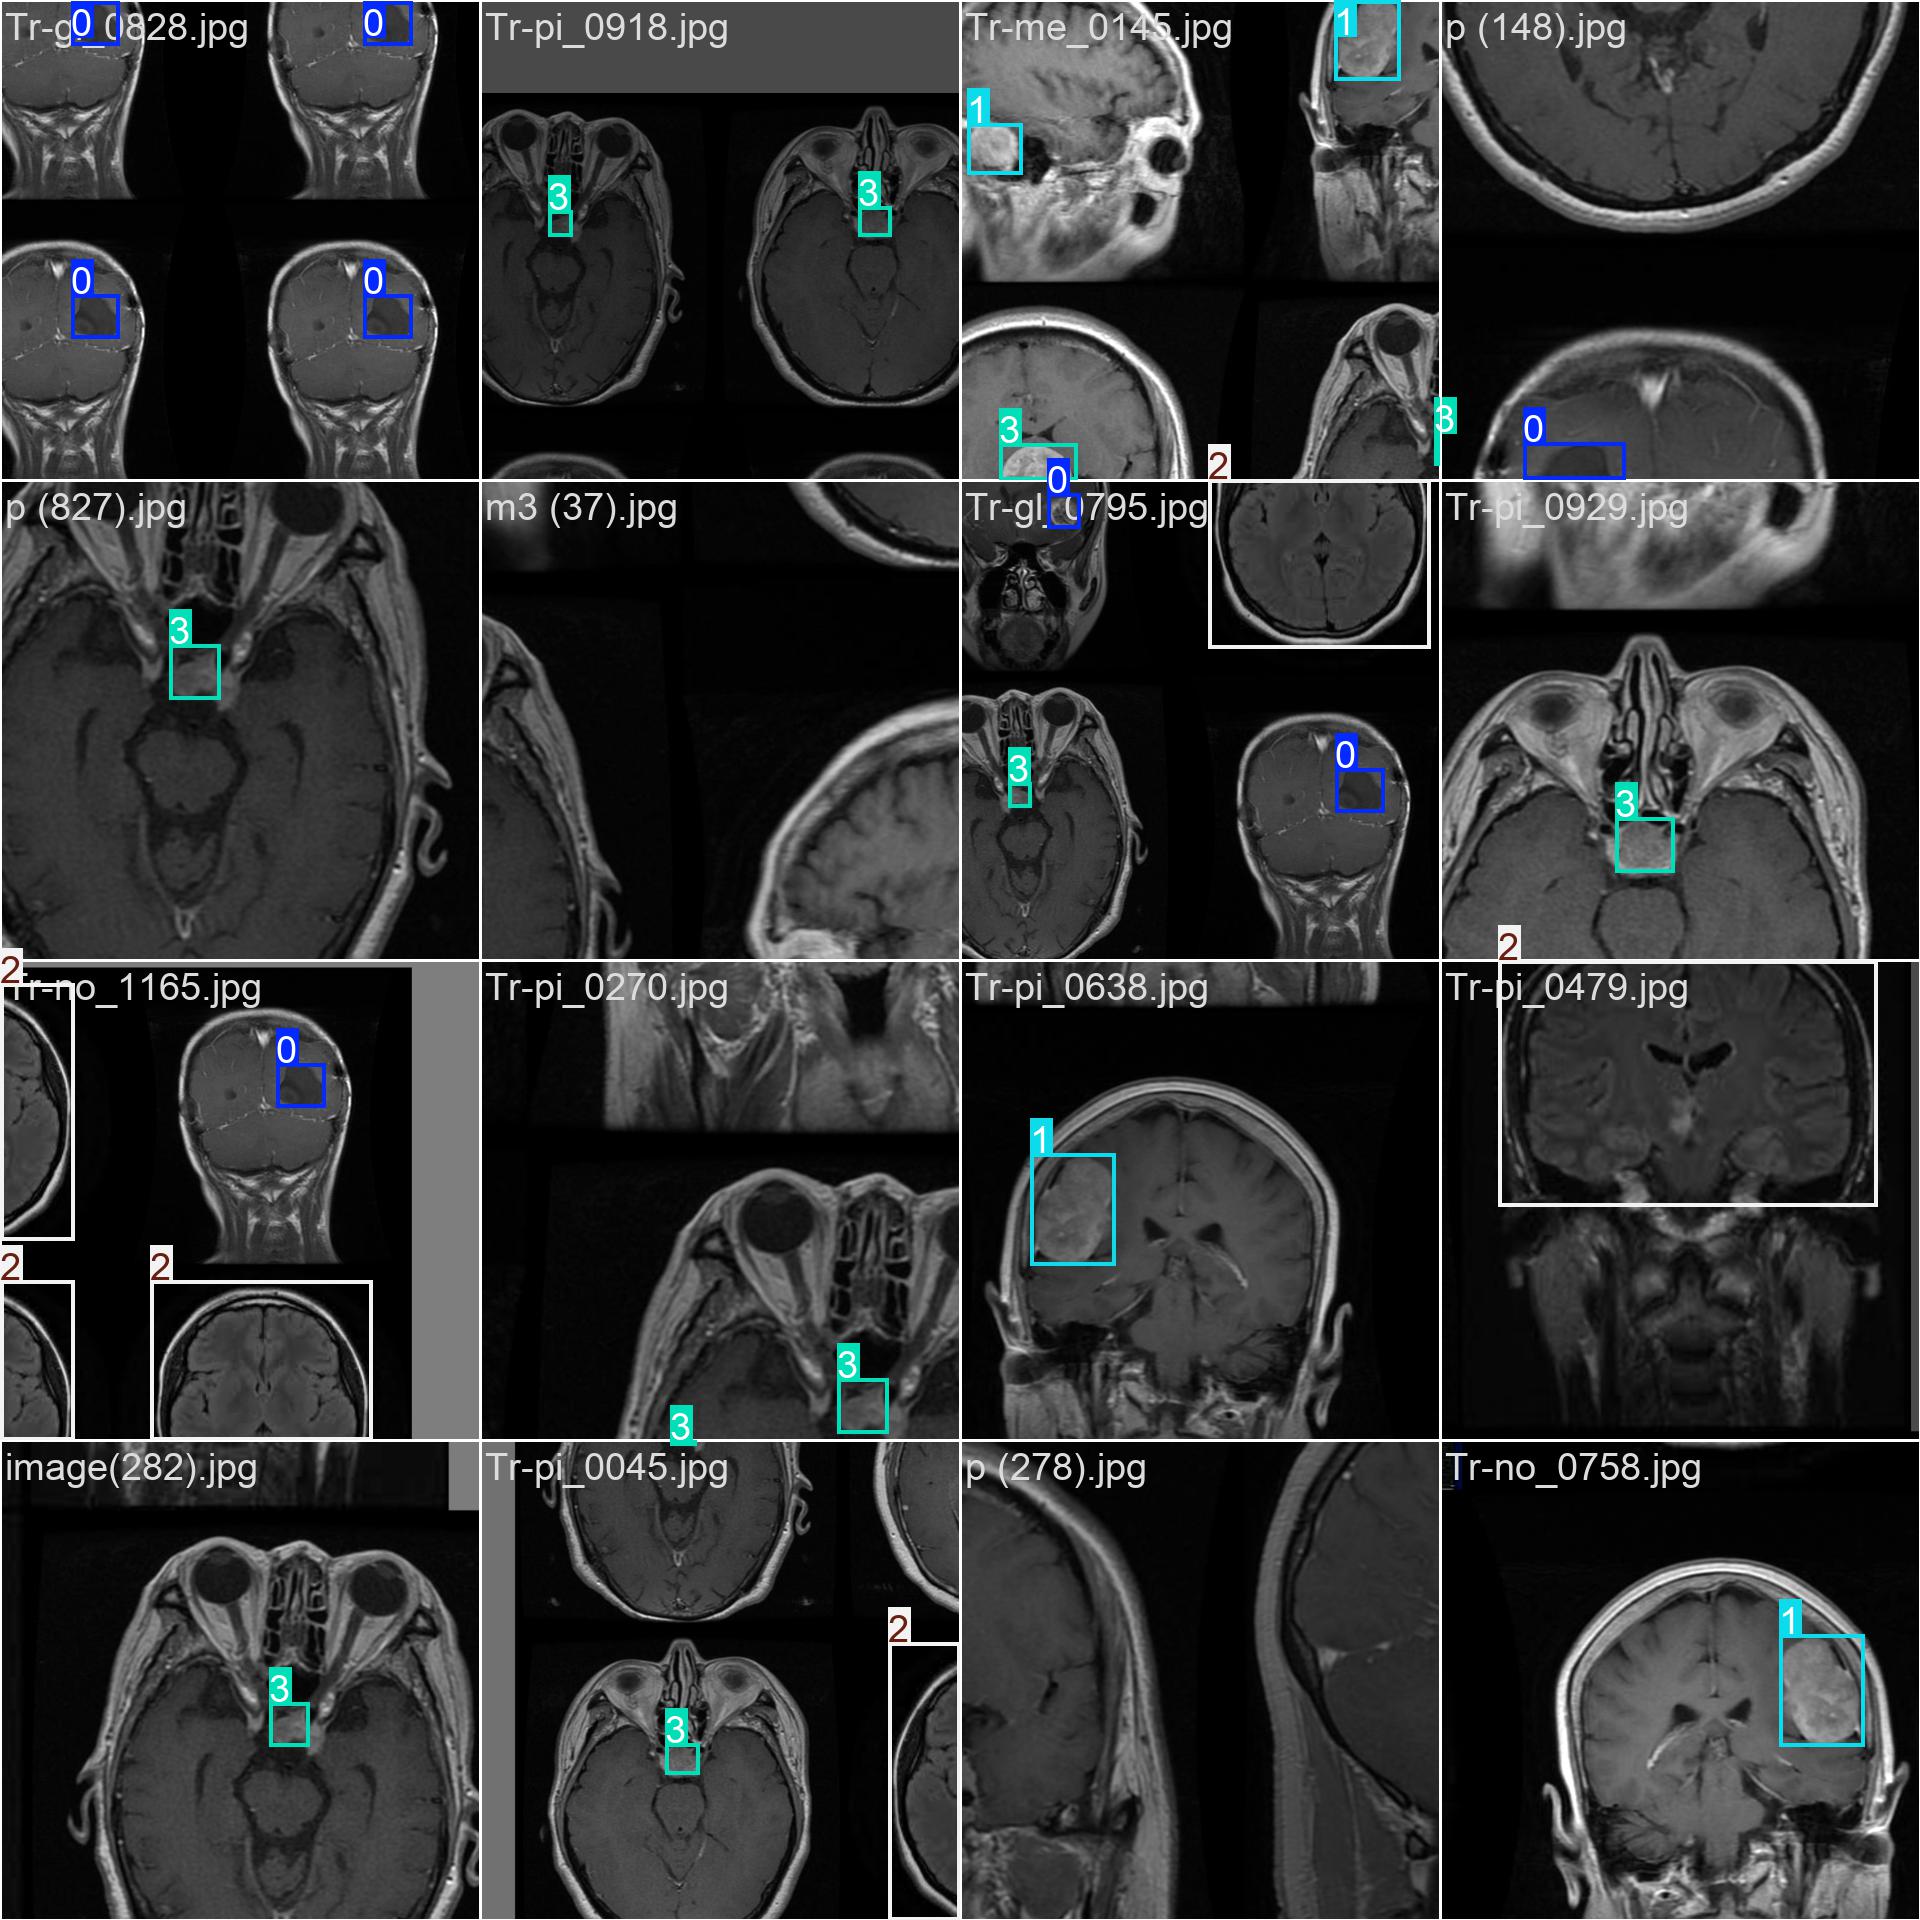 Tr-gl_0828.jpg
0
0
0
0
Tr-pi_0918.jpg
3
3
Tr-me_0145.jpg
1
1
3
2
3
p (148).jpg
0
p (827).jpg
3
m3 (37).jpg
Tr-gl_0795.jpg
0
3
0
Tr-pi_0929.jpg
3
Tr-no_1165.jpg
2
0
2
2
Tr-pi_0270.jpg
3
3
Tr-pi_0638.jpg
1
Tr-pi_0479.jpg
2
image(282).jpg
3
Tr-pi_0045.jpg
3
2
p (278).jpg
Tr-no_0758.jpg
1